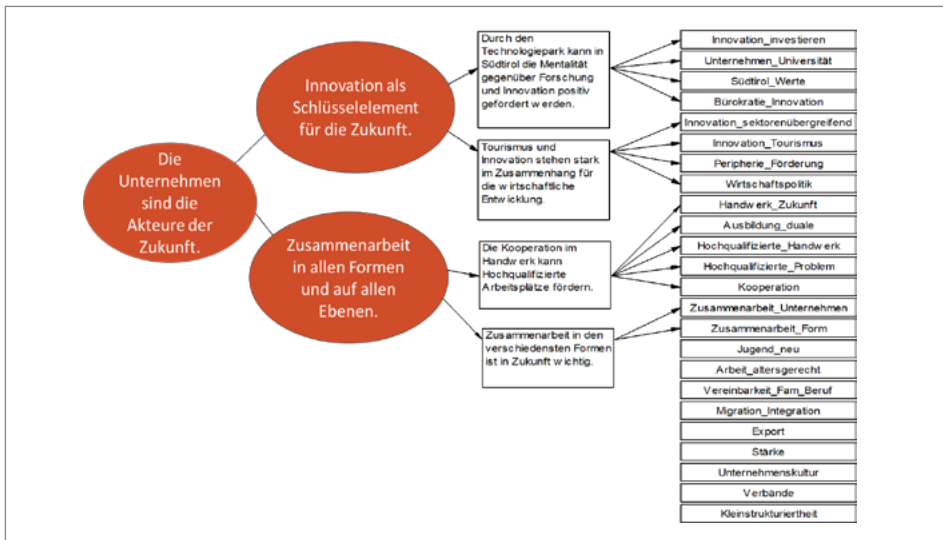 Die
Unternehmen
sind die
Akteure der
Zukunft.
Innovation als
Schlüsselelement
für die Zukunft.
Zusammenarbeit
in allen Formen
und auf allen
Ebenen.
Durch den
Technologiepark kann in
Südtirol die Mentalität
gegenüber Forschung
und Innovation positiv
gefördert werden.
Tourismus und
Innovation stehen stark
im Zusammenhang für
die wirtschaftliche
Entwicklung.
Die Kooperation im
Handwerk kann
Hochqualifizierte
Arbeitsplätze fördern.
Zusammenarbeit in den
verschiedensten Formen
ist in Zukunft wichtig.
Innovation_investieren
Unternehmen_Universität
Südtirol_Werte
Bürokratie_Innovation
Innovation_sektorenübergreifend
Innovation_Tourismus
Peripherie_Förderung
Wirtschaftspolitik
Handwerk_Zukunft
Ausbildung_duale
Hochqualifizierte_Handwerk
Hochqualifizierte_Problem
Kooperation
Zusammenarbeit_Unternehmen
Zusammenarbeit_Form
Jugend_neu
Arbeit_altersgerecht
Vereinbarkeit_Fam_Beruf
Migration_Integration
Export
Stärke
Unternehmenskultur
Verbände
Kleinstrukturiertheit